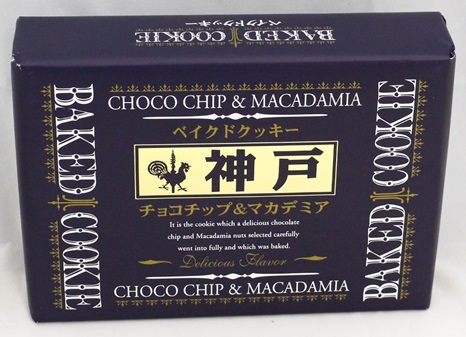 BAKED COOKIE
ベイクドクッキー
CHOCO CHIP & MACADAMIA
ベイクドクッキー
神戸
チョコチップ&マカデミア
It is the cookie which a delicious chocolate
chip and Macadamia nuts selected carefully
went into fully and which was baked.
Delicious Flavor
CHOCO CHIP & MACADAMIA
BAKED COOKIE
BAKED COOKIE